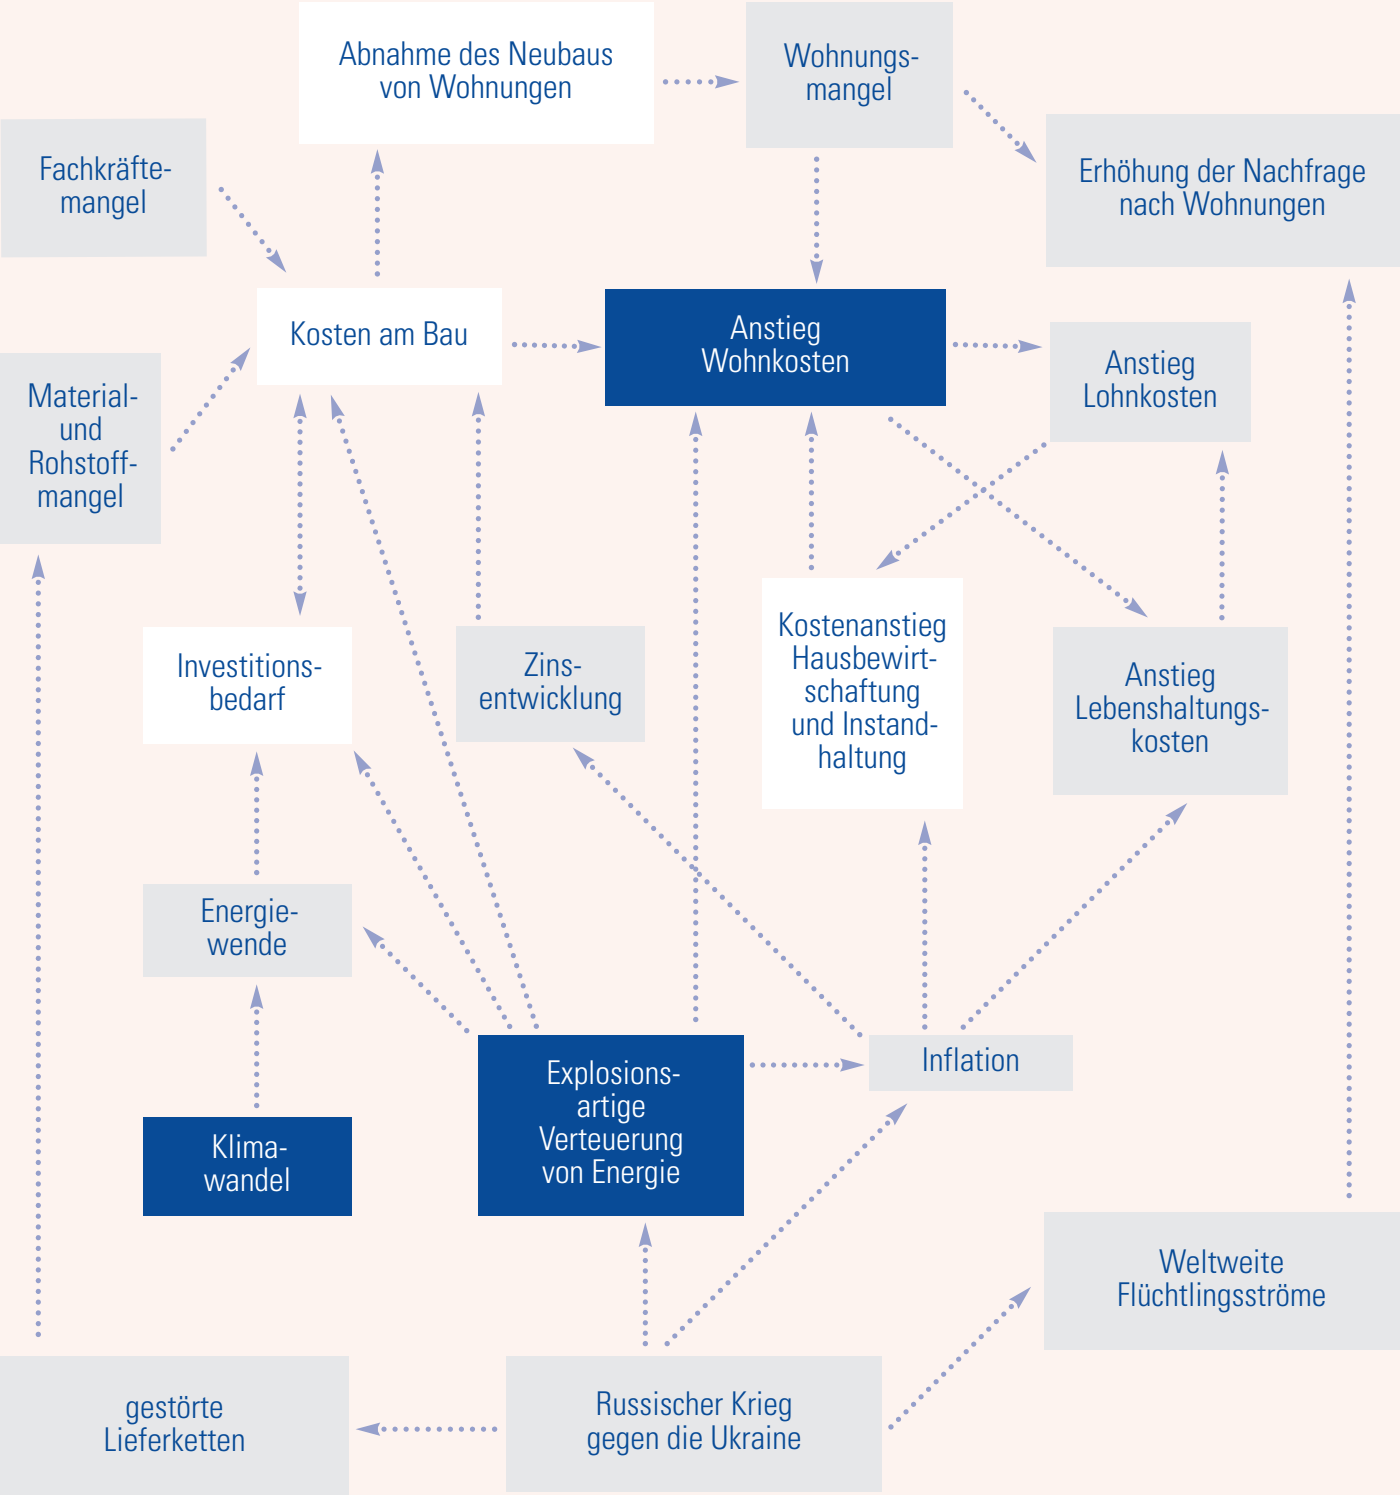 Abnahme des Neubaus
von Wohnungen
Wohnungs-
mangel
Fachkräfte-
mangel
Erhöhung der Nachfrage
nach Wohnungen
Kosten am Bau
Anstieg
Wohnkosten
Anstieg
Lohnkosten
Material-
und
Rohstoff-
mangel
Investitions-
bedarf
Zins-
entwicklung
Kostenanstieg
Hausbewirt-
schaftung
und Instand-
haltung
Anstieg
Lebenshaltungs-
kosten
Energie-
wende
Explosions-
artige
Verteuerung
von Energie
Inflation
Klima-
wandel
Weltweite
Flüchtlingsströme
gestörte
Lieferketten
Russischer Krieg
gegen die Ukraine